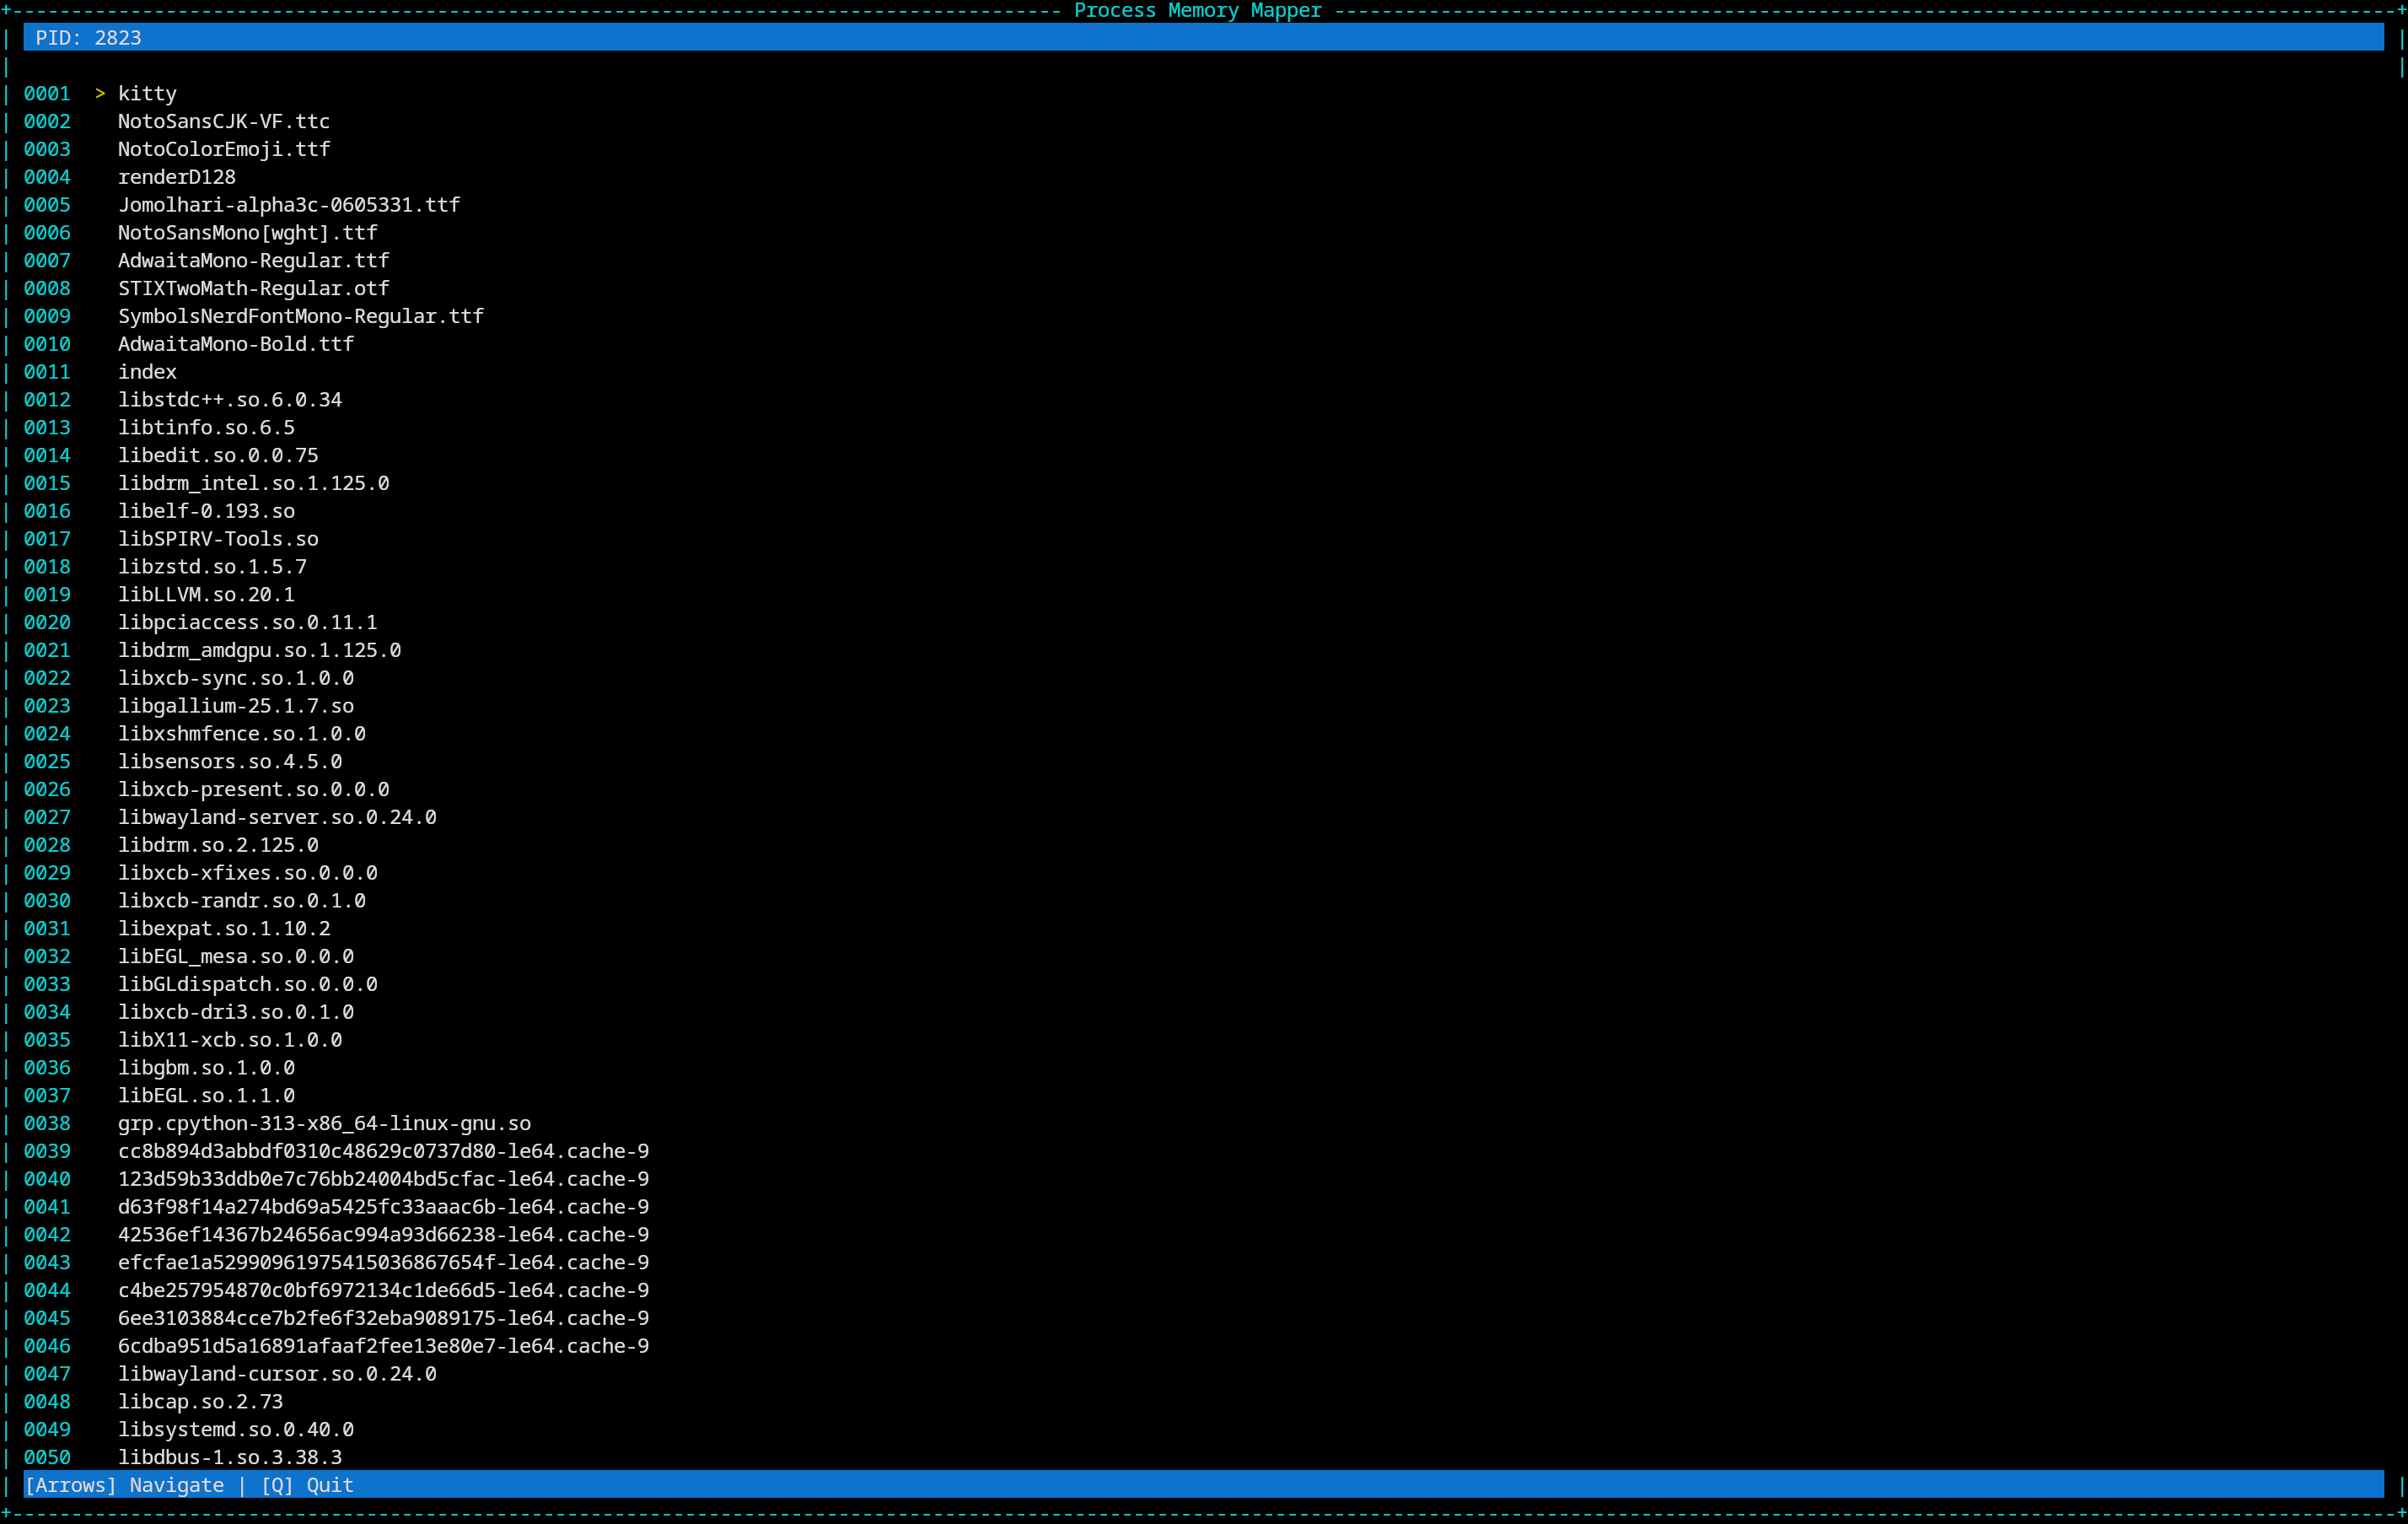 Process Memory Mapper
PID: 2823
0001 > kitty
0002 NotoSansCJK-VF.ttc
0003 NotoColorEmoji.ttf
0004 renderD128
0005 Jomolhari-alpha3c-0605331.ttf
0006 NotoSansMono[wght].ttf
0007 AdwaitaMono-Regular.ttf
0008 STIXTwoMath-Regular.otf
0009 SymbolsNerdFontMono-Regular.ttf
0010 AdwaitaMono-Bold.ttf
0011 index
0012 libstdc++.so.6.0.34
0013 libtinfo.so.6.5
0014 libedit.so.0.0.75
0015 libdrm_intel.so.1.125.0
0016 libelf-0.193.so
0017 libSPIRV-Tools.so
0018 libzstd.so.1.5.7
0019 libLLVM.so.20.1
0020 libpciaccess.so.0.11.1
0021 libdrm_amdgpu.so.1.125.0
0022 libxcb-sync.so.1.0.0
0023 libgallium-25.1.7.so
0024 libxshmfence.so.1.0.0
0025 libsensors.so.4.5.0
0026 libxcb-present.so.0.0.0
0027 libwayland-server.so.0.24.0
0028 libdrm.so.2.125.0
0029 libxcb-xfixes.so.0.0.0
0030 libxcb-randr.so.0.1.0
0031 libexpat.so.1.10.2
0032 libEGL_mesa.so.0.0.0
0033 libGLdispatch.so.0.0.0
0034 libxcb-dri3.so.0.1.0
0035 libX11-xcb.so.1.0.0
0036 libgbm.so.1.0.0
0037 libEGL.so.1.1.0
0038 grp.cpython-313-x86_64-linux-gnu.so
0039 cc8b894d3abbdf0310c48629c0737d80-le64.cache-9
0040 123d59b33ddb0e7c76bb24004bd5cfac-le64.cache-9
0041 d63f98f14a274bd69a5425fc33aaac6b-le64.cache-9
0042 42536ef14367b24656ac994a93d66238-le64.cache-9
0043 efcfae1a52990961975415036867654f-le64.cache-9
0044 c4be257954870c0bf6972134c1de66d5-le64.cache-9
0045 6ee3103884cce7b2fe6f32eba9089175-le64.cache-9
0046 6cdba951d5a16891afaaf2fee13e80e7-le64.cache-9
0047 libwayland-cursor.so.0.24.0
0048 libcap.so.2.73
0049 libsystemd.so.0.40.0
0050 libdbus-1.so.3.38.3
[Arrows] Navigate | [Q] Quit